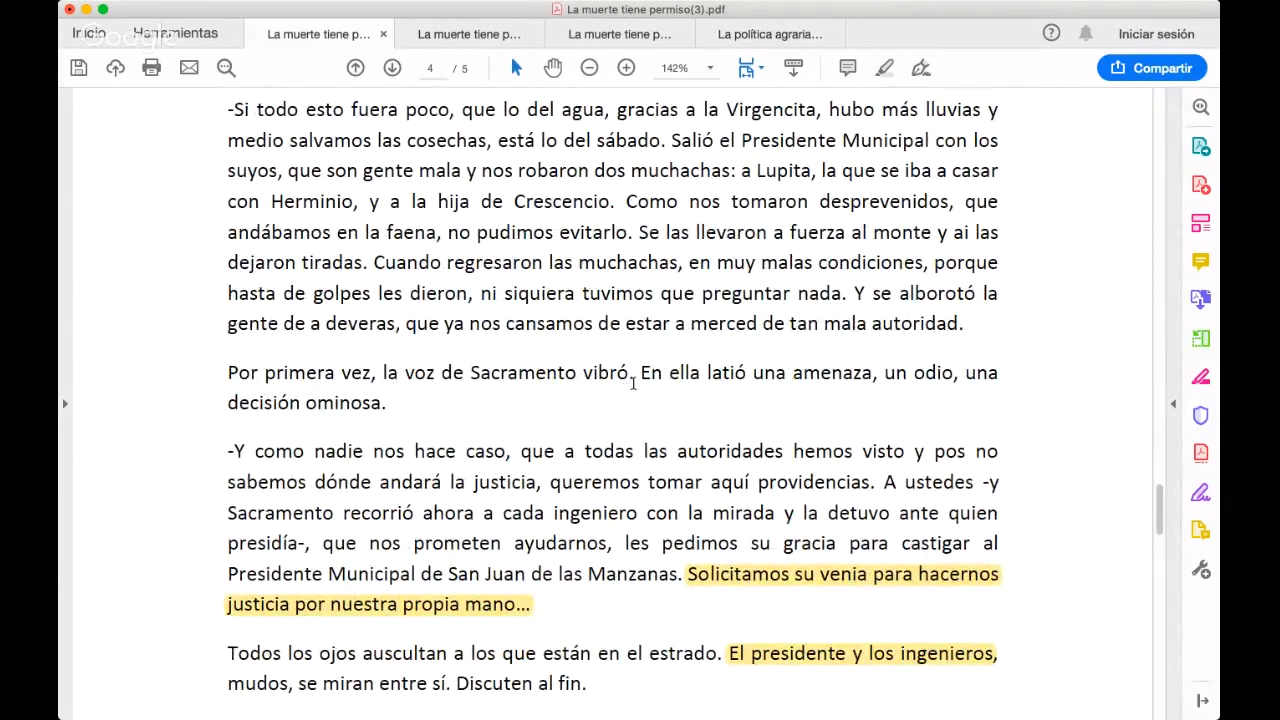 La muerte tiene permiso(3).pdf
Inicio
Herramientas
Google
La muerte tiene p...
La muerte tiene p...
La muerte tiene p...
La política agraria...
Iniciar sesión
4 / 5
142%
Compartir
-Si todo esto fuera poco, que lo del agua, gracias a la Virgencita, hubo más lluvias y
medio salvamos las cosechas, está lo del sábado. Salió el Presidente Municipal con los
suyos, que son gente mala y nos robaron dos muchachas: a Lupita, la que se iba a casar
con Herminio, y a la hija de Crescencio. Como nos tomaron desprevenidos, que
andábamos en la faena, no pudimos evitarlo. Se las llevaron a fuerza al monte y ai las
dejaron tiradas. Cuando regresaron las muchachas, en muy malas condiciones, porque
hasta de golpes les dieron, ni siquiera tuvimos que preguntar nada. Y se alborotó la
gente de a deveras, que ya nos cansamos de estar a merced de tan mala autoridad.
Por primera vez, la voz de Sacramento vibró. En ella latió una amenaza, un odio, una
decisión ominosa.
-Y como nadie nos hace caso, que a todas las autoridades hemos visto y pos no
sabemos dónde andará la justicia, queremos tomar aquí providencias. A ustedes -y
Sacramento recorrió ahora a cada ingeniero con la mirada y la detuvo ante quien
presidía-, que nos prometen ayudarnos, les pedimos su gracia para castigar al
Presidente Municipal de San Juan de las Manzanas. Solicitamos su venia para hacernos
justicia por nuestra propia mano...
Todos los ojos auscultan a los que están en el estrado. El presidente y los ingenieros,
mudos, se miran entre sí. Discuten al fin.